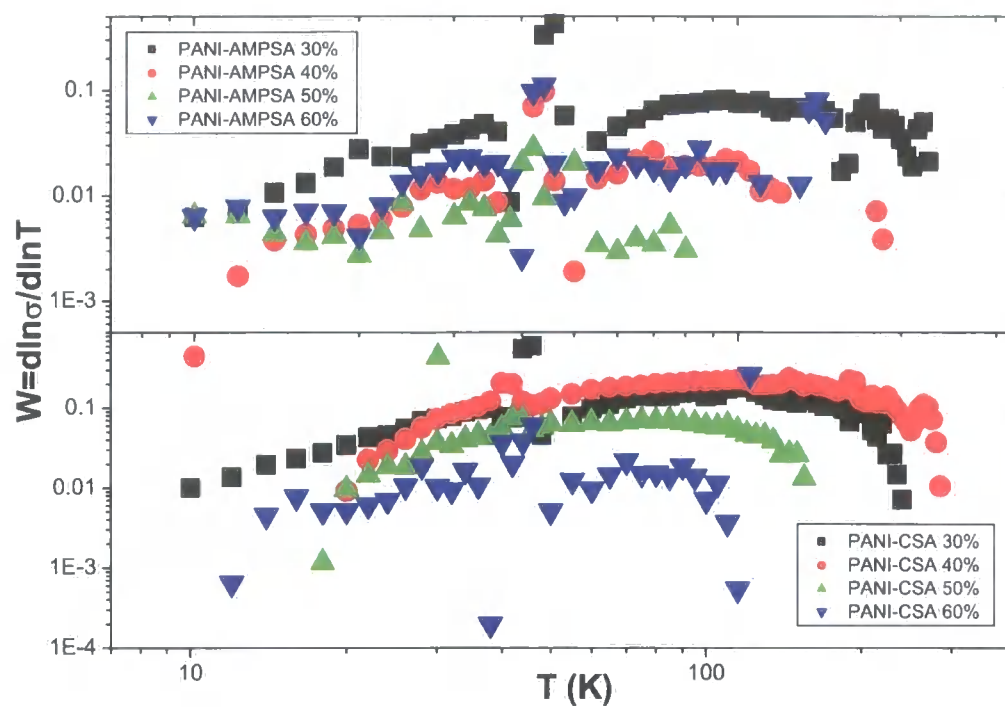 PANI-AMPSA 30%
PANI-AMPSA 40%
PANI-AMPSA 50%
PANI-AMPSA 60%
0.1
0.01
1E-3
W=dlnσ/dlnT
0.1
0.01
1E-3
1E-4
PANI-CSA 30%
PANI-CSA 40%
PANI-CSA 50%
PANI-CSA 60%
10
100
T (K)